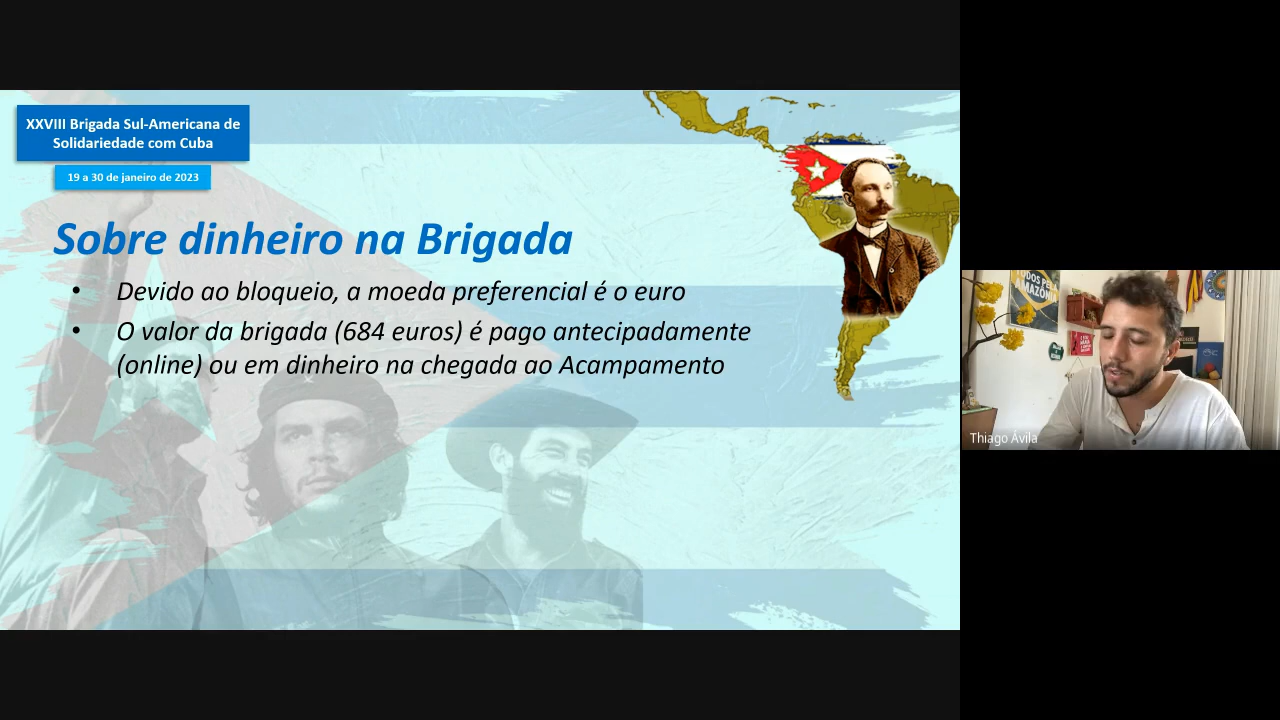 XXVIII Brigada Sul-Americana de
Solidariedade com Cuba
19 a 30 de janeiro de 2023
Sobre dinheiro na Brigada
• Devido ao bloqueio, a moeda preferencial é o euro
• O valor da brigada (684 euros) é pago antecipadamente
(online) ou em dinheiro na chegada ao Acampamento
AMAZÔNIA
Thiago Ávila